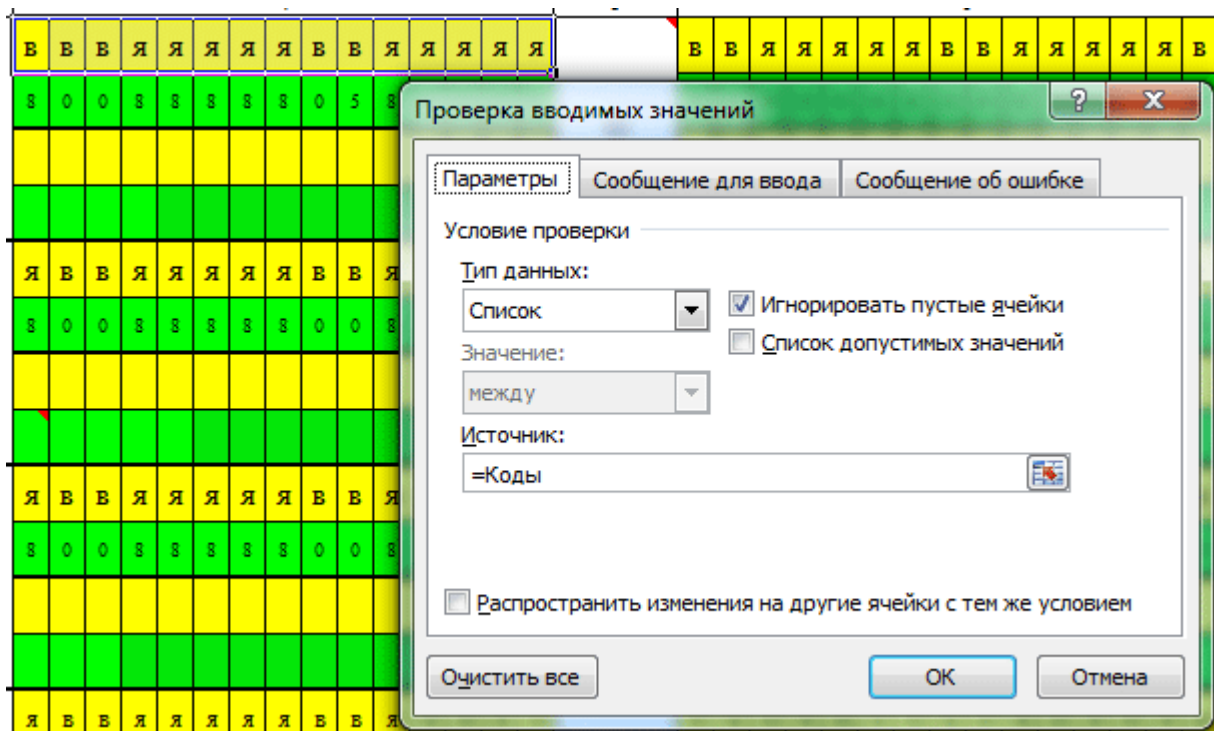 В В В Я Я Я Я Я В В Я Я Я Я Я В В Я Я Я Я Я В В Я Я Я Я Я В
8 0 0 8 8 8 8 8 0 5 8
Я В В Я Я Я Я Я В В Я
8 0 0 8 8 8 8 8 0 0 8
Я В В Я Я Я Я Я В В Я
8 0 0 8 8 8 8 8 0 0 8
Я В В Я Я Я Я Я В В Я
Проверка вводимых значений
Параметры Сообщение для ввода Сообщение об ошибке
Условие проверки
Тип данных:
Список
Игнорировать пустые ячейки
Список допустимых значений
Значение:
между
Источник:
=Коды
Распространить изменения на другие ячейки с тем же условием
Очистить все ОК Отмена